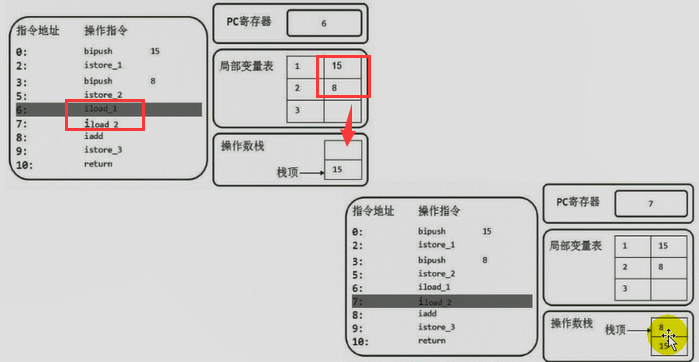 指令地址 操作指令
0: bipush 15
2: istore_1
3: bipush 8
5: istore_2
6: iload_1
7: iload_2
8: iadd
9: istore_3
10: return
PC寄存器 6
局部变量表
1 15
2 8
3
操作数栈
栈顶 15
指令地址 操作指令
0: bipush 15
2: istore_1
3: bipush 8
5: istore_2
6: iload_1
7: iload_2
8: iadd
9: istore_3
10: return
PC寄存器 7
局部变量表
1 15
2 8
3
操作数栈
栈顶 8
15